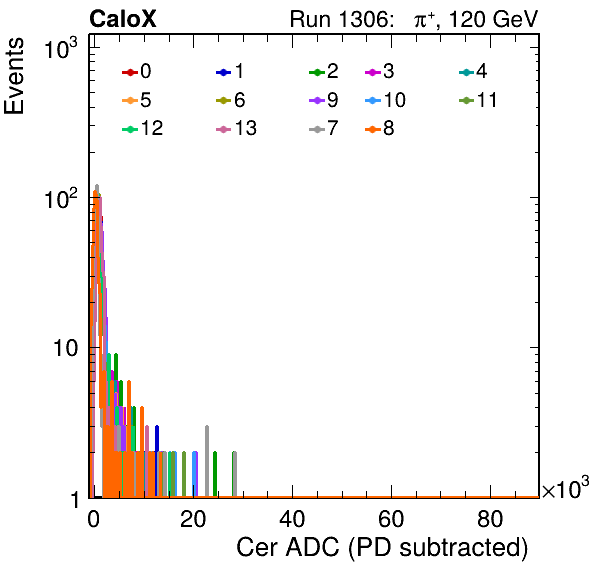 CaloX Run 1306: π⁺, 120 GeV
Events
10³
0 1 2 3 4
5 6 9 10 11
12 13 7 8
10²
10
1
0 20 40 60 80 ×10³
Cer ADC (PD subtracted)